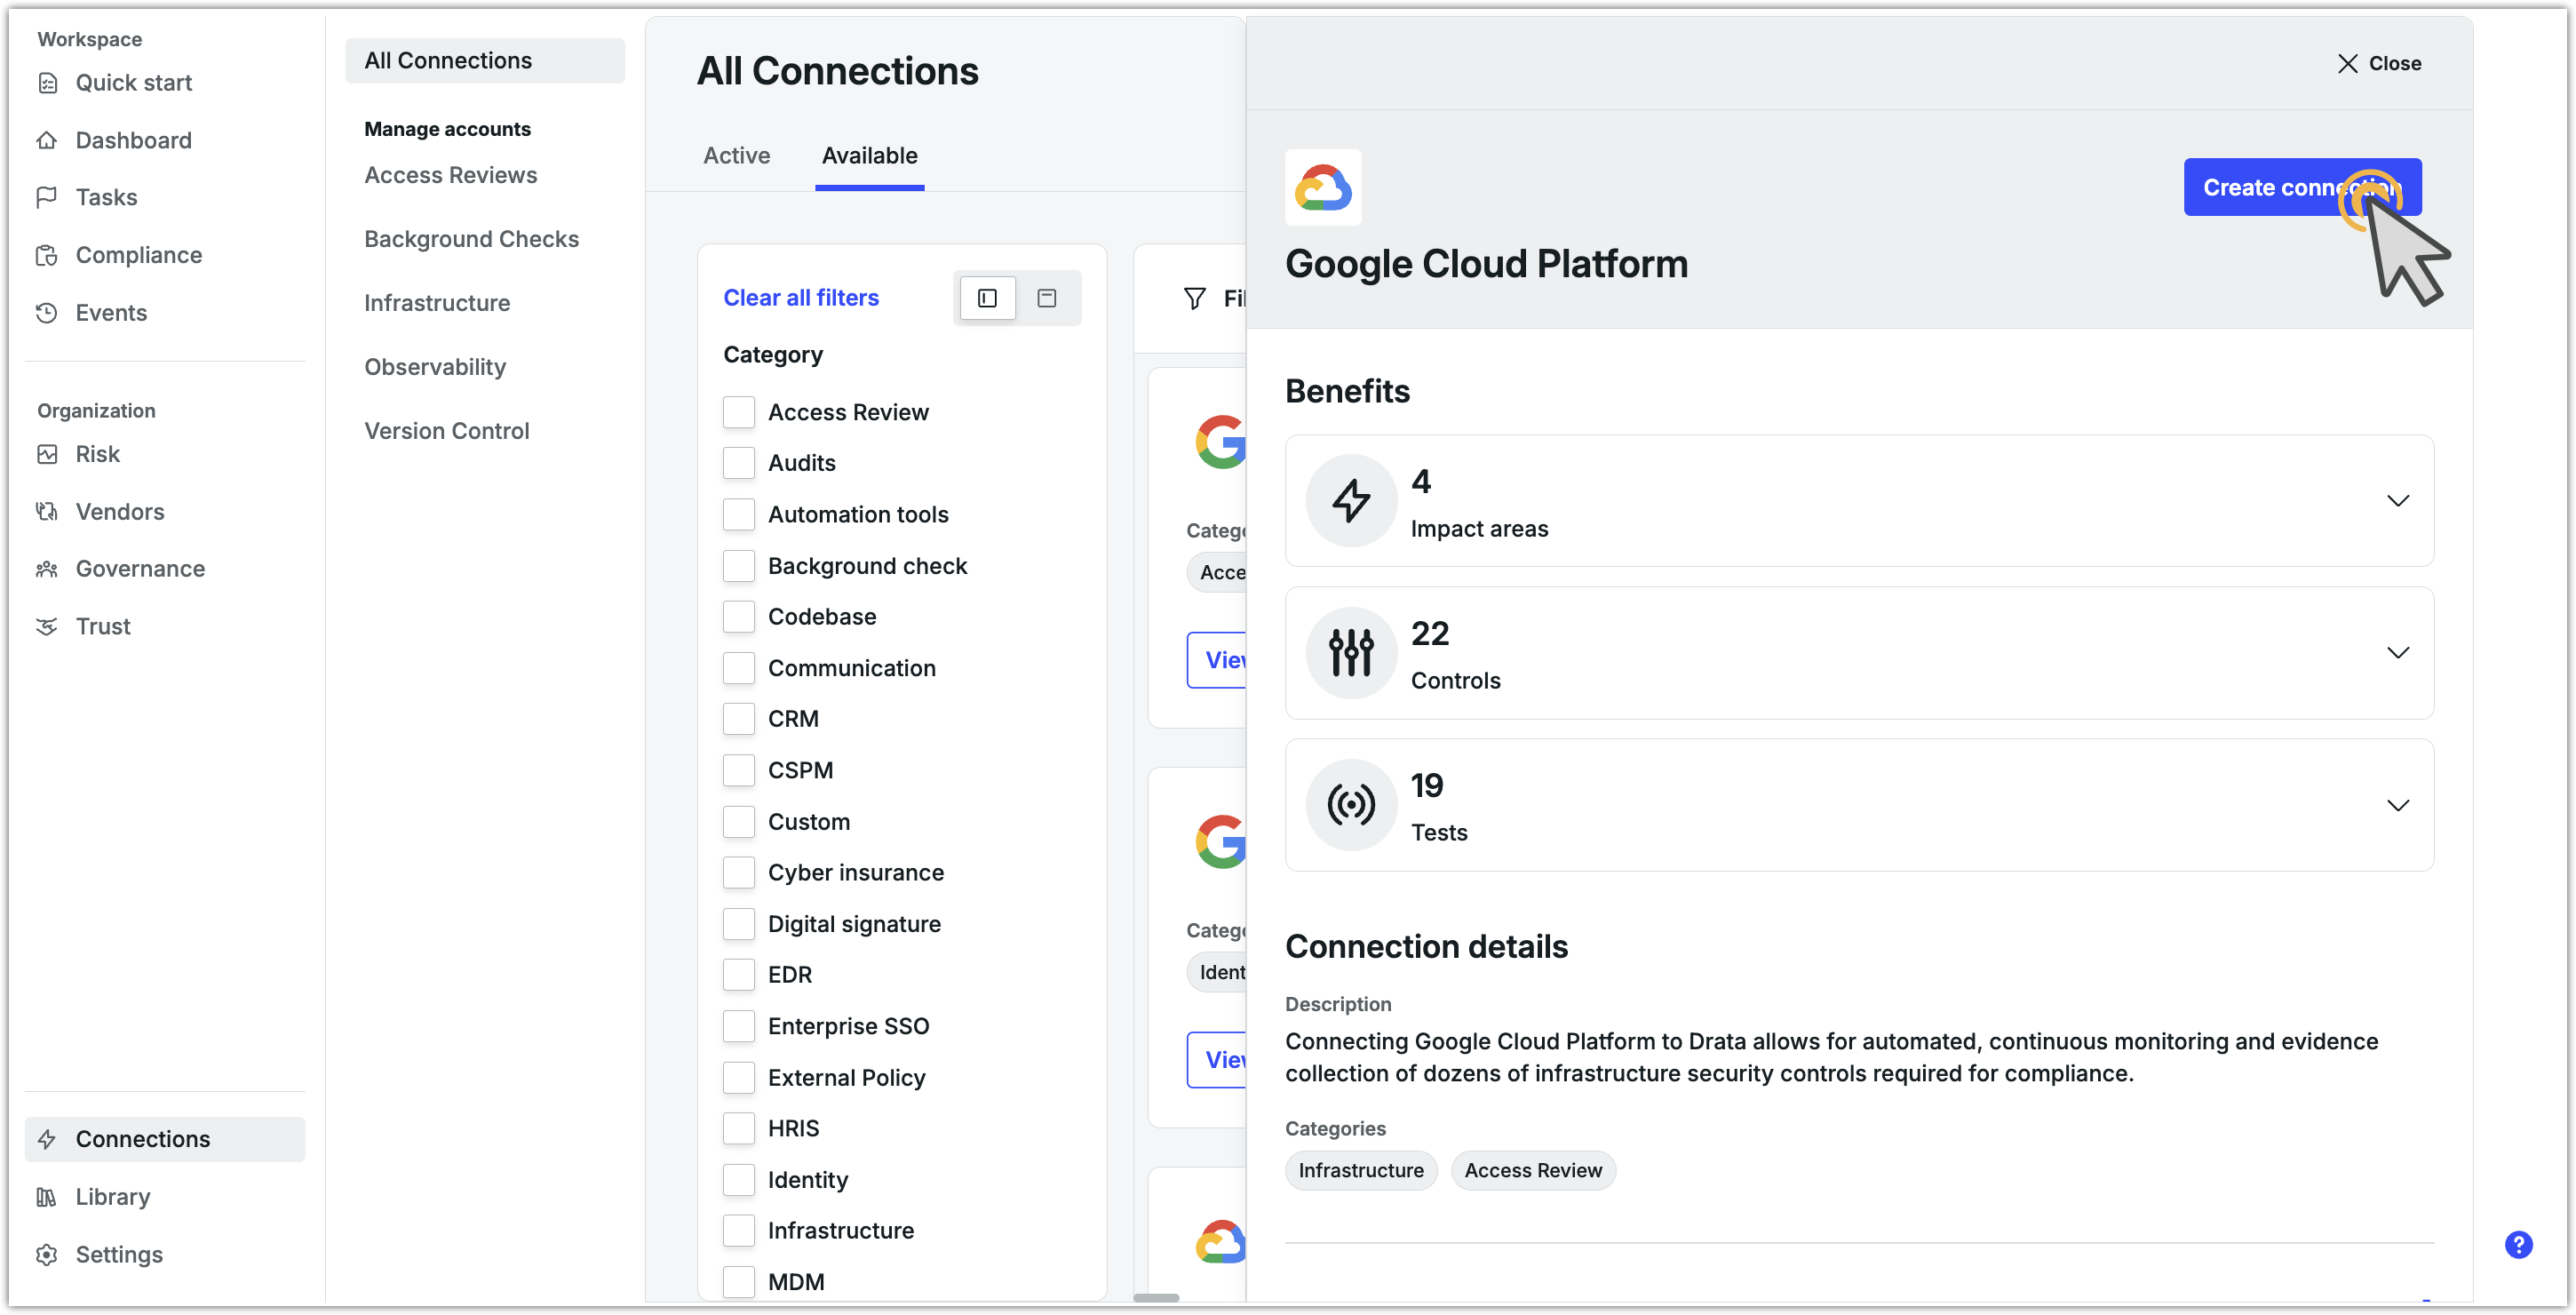 Workspace
Quick start
Dashboard
Tasks
Compliance
Events
Organization
Risk
Vendors
Governance
Trust
Connections
Library
Settings
All Connections
Manage accounts
Access Reviews
Background Checks
Infrastructure
Observability
Version Control
All Connections
Active
Available
Clear all filters
Category
Access Review
Audits
Automation tools
Background check
Codebase
Communication
CRM
CSPM
Custom
Cyber insurance
Digital signature
EDR
Enterprise SSO
External Policy
HRIS
Identity
Infrastructure
MDM
Close
Create connection
Google Cloud Platform
Benefits
4
Impact areas
22
Controls
19
Tests
Connection details
Description
Connecting Google Cloud Platform to Drata allows for automated, continuous monitoring and evidence
collection of dozens of infrastructure security controls required for compliance.
Categories
Infrastructure
Access Review
?